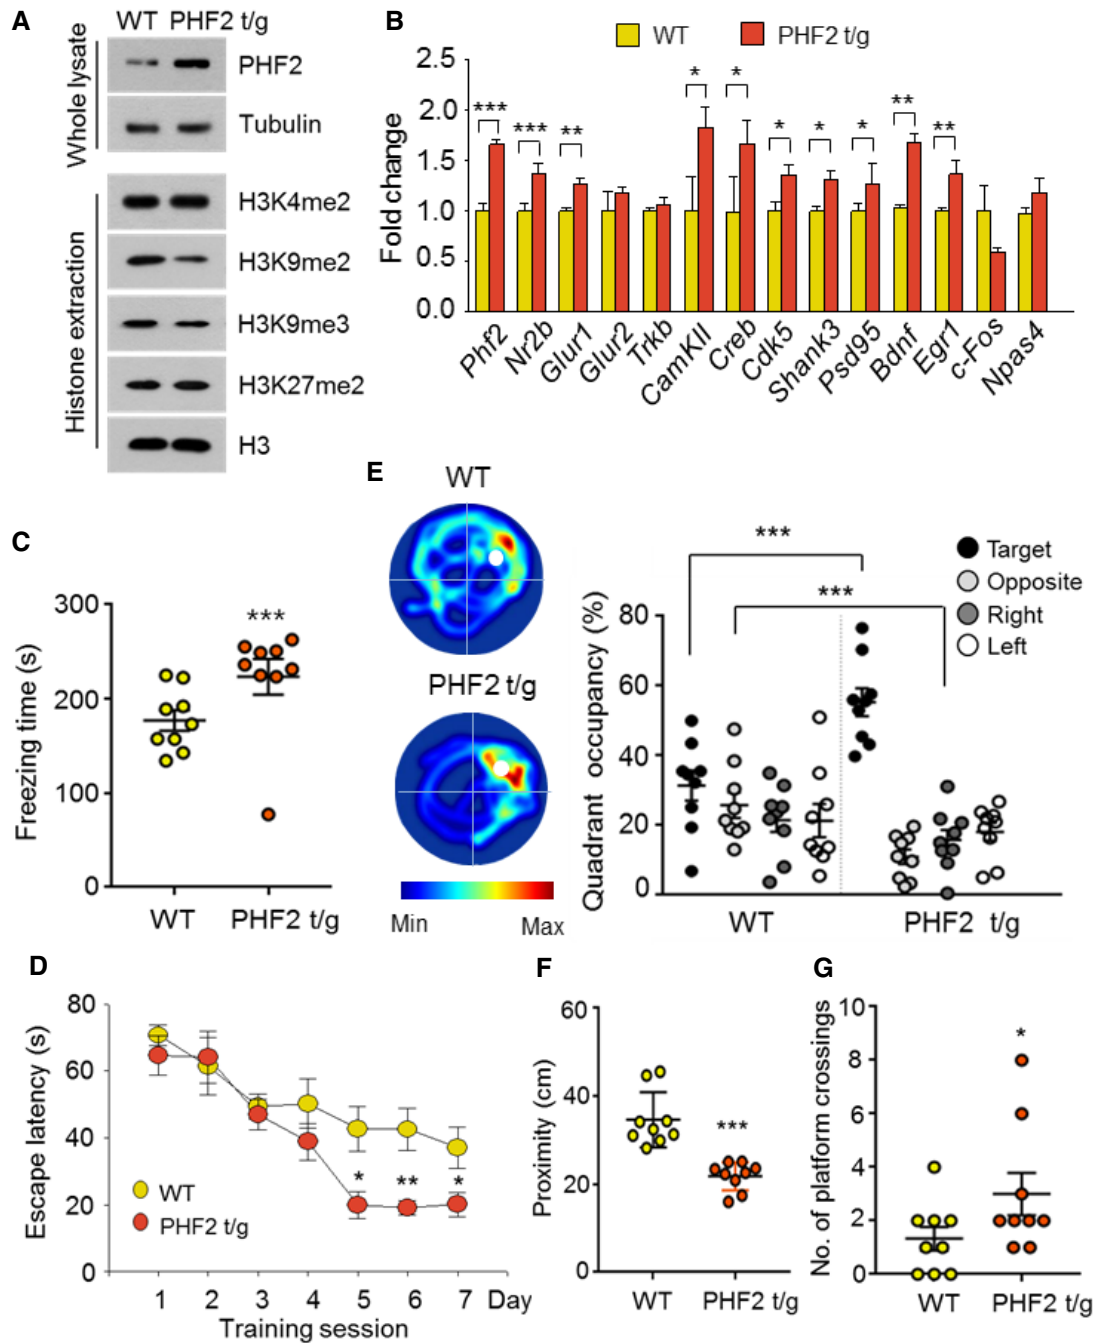 A
WT PHF2 t/g
Whole lysate
PHF2
Tubulin
Histone extraction
H3K4me2
H3K9me2
H3K9me3
H3K27me2
H3
B
WT
PHF2 t/g
Fold change
2.5
2.0
1.5
1.0
0.5
0.0
***
***
**
*
*
*
*
*
**
**
Phf2
Nr2b
Glur1
Glur2
Trkb
CamKII
Creb
Cdk5
Shank3
Psd95
Bdnf
Egr1
c-Fos
Npas4
C
Freezing time (s)
300
200
100
0
***
WT
PHF2 t/g
E
WT
PHF2 t/g
Min
Max
Quadrant occupancy (%)
80
60
40
20
0
***
***
Target
Opposite
Right
Left
WT
PHF2 t/g
D
Escape latency (s)
80
60
40
20
0
*
**
*
WT
PHF2 t/g
1 2 3 4 5 6 7 Day
Training session
F
Proximity (cm)
60
40
20
0
***
WT
PHF2 t/g
G
No. of platform crossings
10
8
6
4
2
0
*
WT
PHF2 t/g